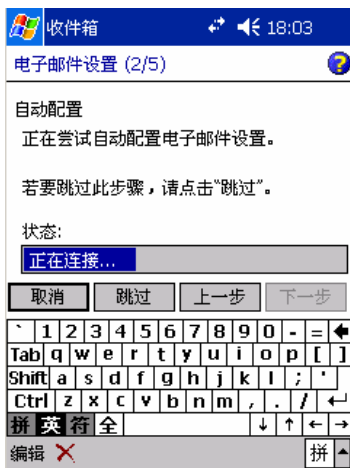 收件箱 18:03
电子邮件设置 (2/5)
自动配置
正在尝试自动配置电子邮件设置。
若要跳过此步骤，请点击“跳过”。
状态:
正在连接...
取消 跳过 上一步 下一步
` 1 2 3 4 5 6 7 8 9 0 - =
Tab q w e r t y u i o p [ ]
Shift a s d f g h j k l ; '
Ctrl z x c v b n m , . /
拼 英 符 全
编辑 拼